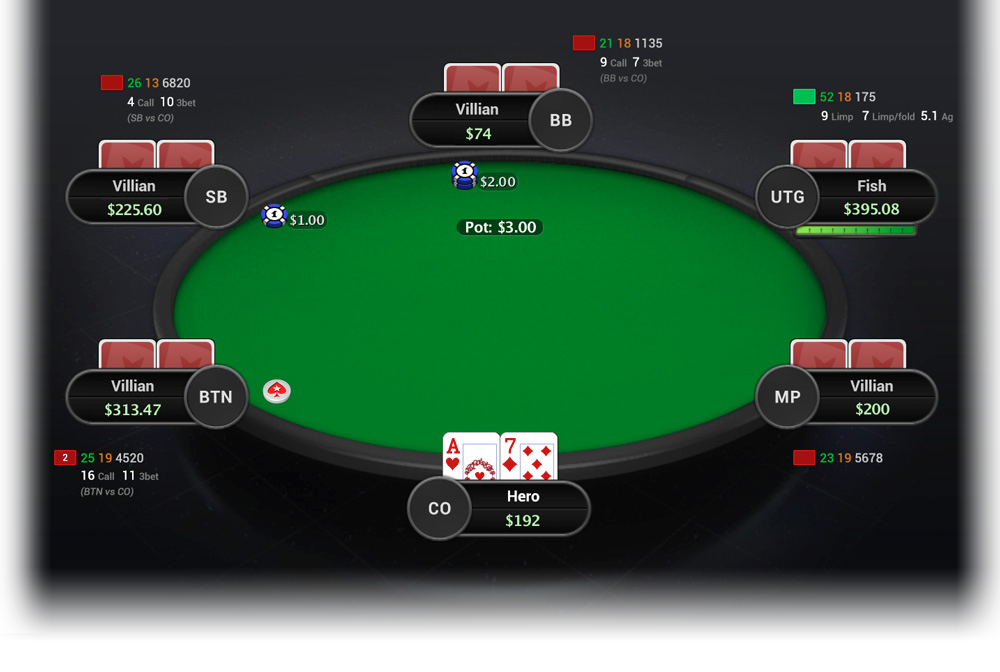 21 18 1135
9 Call 7 3bet
(BB vs CO)
26 13 6820
4 Call 10 3bet
(SB vs CO)
52 18 175
9 Limp 7 Limp/fold 5.1 Ag
Villian
$74
BB
Villian
$225.60
SB
UTG
Fish
$395.08
1
$2.00
1
$1.00
Pot: $3.00
Villian
$313.47
BTN
MP
Villian
$200
A
7
2 25 19 4520
16 Call 11 3bet
(BTN vs CO)
23 19 5678
CO
Hero
$192